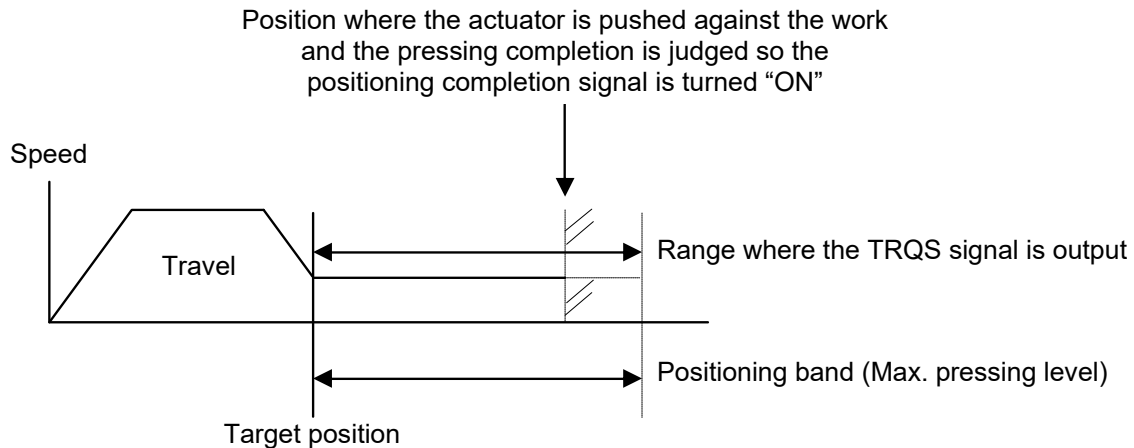 Position where the actuator is pushed against the work
and the pressing completion is judged so the
positioning completion signal is turned “ON”
Speed
Travel
Range where the TRQS signal is output
Positioning band (Max. pressing level)
Target position